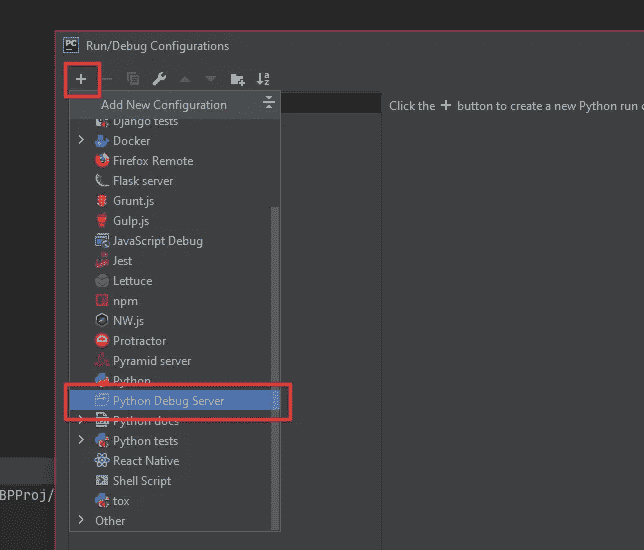 PC Run/Debug Configurations
Add New Configuration
Click the + button to create a new Python run c
Django tests
Docker
Firefox Remote
Flask server
Grunt.js
Gulp.js
JavaScript Debug
Jest
Lettuce
npm
NW.js
Protractor
Pyramid server
Python
Python Debug Server
Python docs
Python tests
React Native
BPProj/
Shell Script
tox
Other